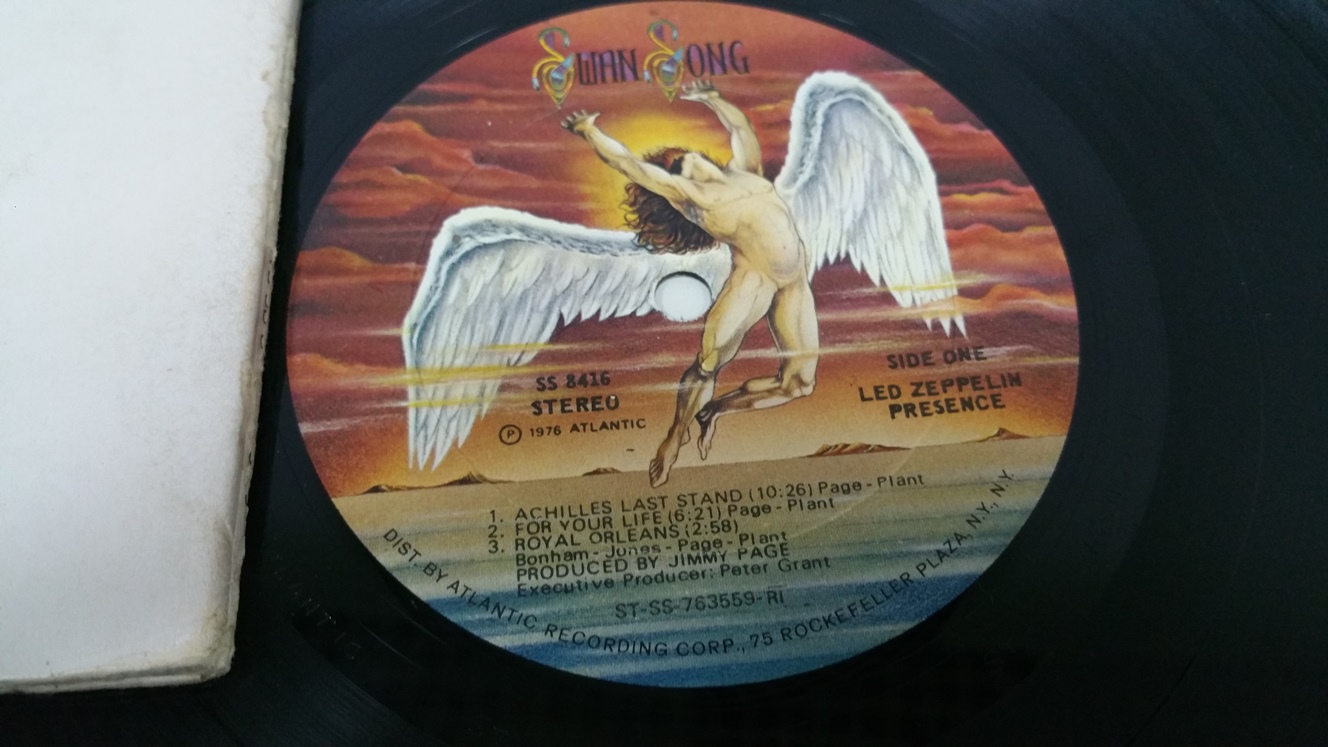 SWAN SONG
SS 8416
STEREO
Ⓟ 1976 ATLANTIC
SIDE ONE
LED ZEPPELIN
PRESENCE
1. ACHILLES LAST STAND (10:26) Page - Plant
2. FOR YOUR LIFE (6:21) Page - Plant
3. ROYAL ORLEANS (2:58)
Bonham - Jones - Page - Plant
PRODUCED BY JIMMY PAGE
Executive Producer: Peter Grant
ST-SS-763559-RI
DIST. BY ATLANTIC RECORDING CORP., 75 ROCKEFELLER PLAZA, N.Y., N.Y.